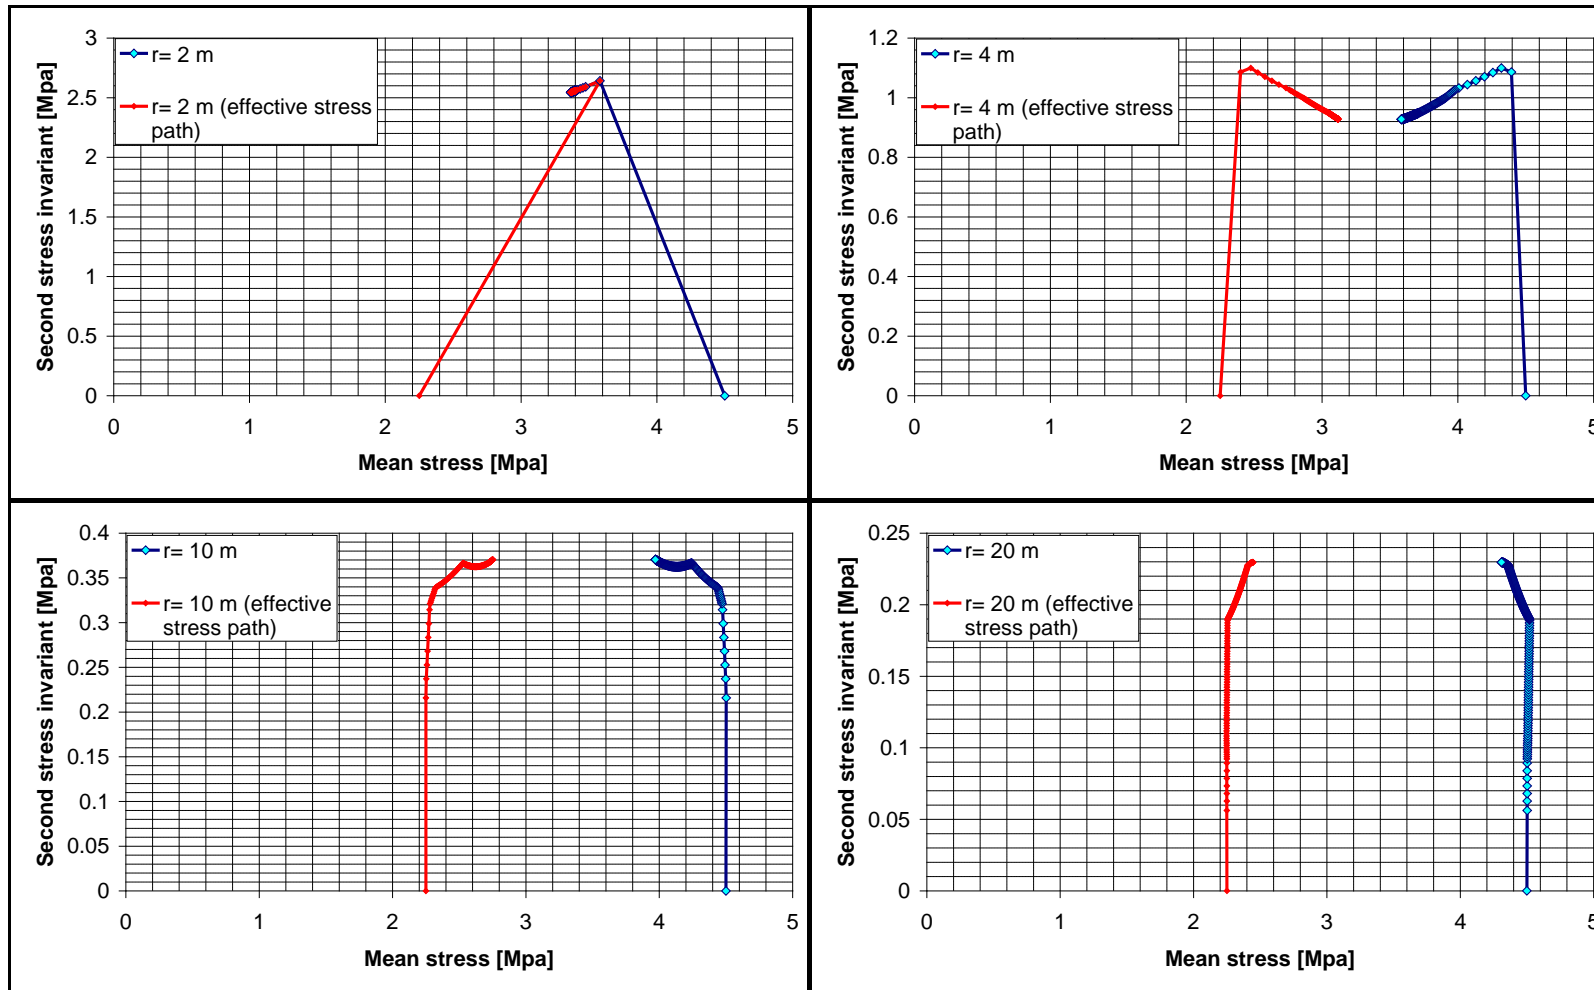 Second stress invariant [Mpa]
3
2.5
2
1.5
1
0.5
0
r= 2 m
r= 2 m (effective stress
path)
0 1 2 3 4 5
Mean stress [Mpa]
Second stress invariant [Mpa]
1.2
1
0.8
0.6
0.4
0.2
0
r= 4 m
r= 4 m (effective stress
path)
0 1 2 3 4 5
Mean stress [Mpa]
Second stress invariant [Mpa]
0.4
0.35
0.3
0.25
0.2
0.15
0.1
0.05
0
r= 10 m
r= 10 m (effective
stress path)
0 1 2 3 4 5
Mean stress [Mpa]
Second stress invariant [Mpa]
0.25
0.2
0.15
0.1
0.05
0
r= 20 m
r= 20 m (effective
stress path)
0 1 2 3 4 5
Mean stress [Mpa]